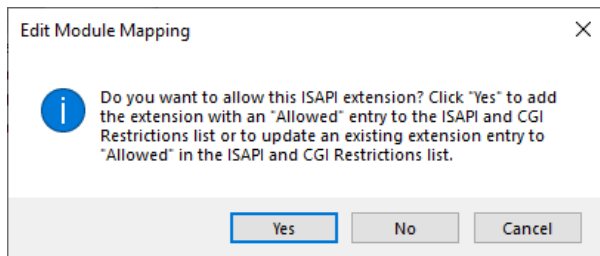 Edit Module Mapping
Do you want to allow this ISAPI extension? Click "Yes" to add
the extension with an "Allowed" entry to the ISAPI and CGI
Restrictions list or to update an existing extension entry to
"Allowed" in the ISAPI and CGI Restrictions list.
Yes
No
Cancel